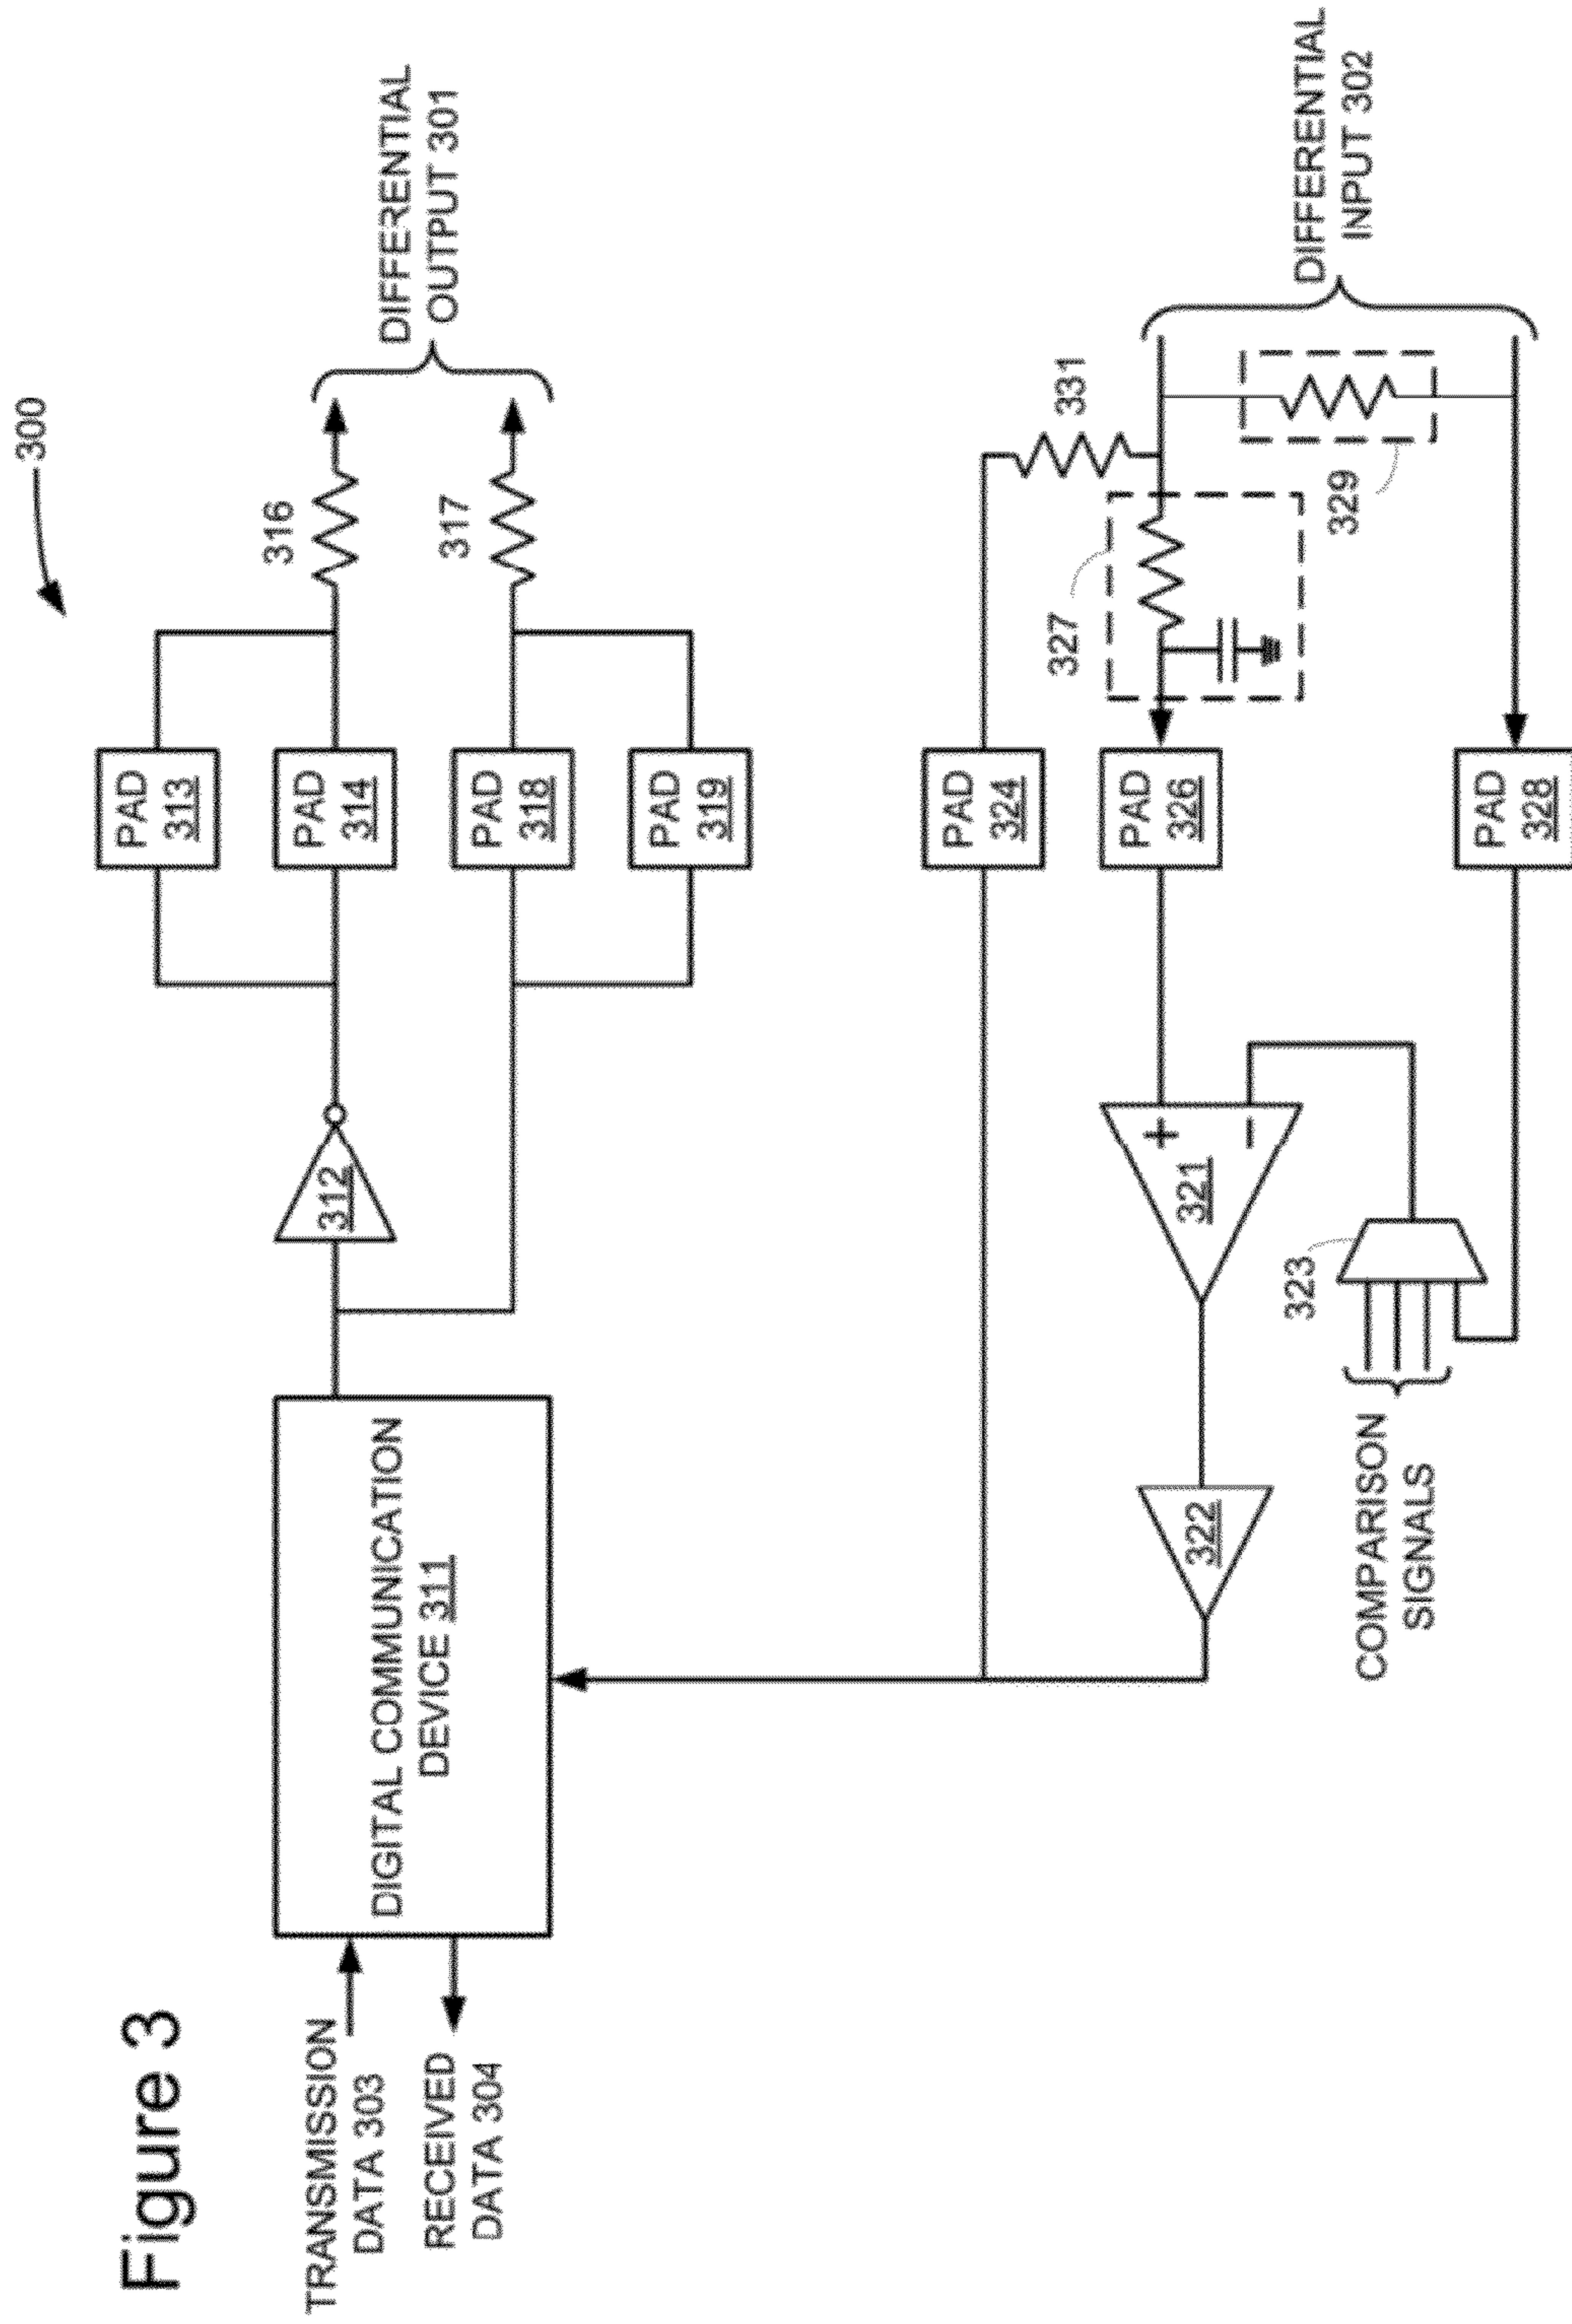 Figure 3
300
TRANSMISSION
DATA 303
RECEIVED
DATA 304
DIGITAL COMMUNICATION
DEVICE 311
312
PAD
313
PAD
314
PAD
318
PAD
319
316
317
DIFFERENTIAL
OUTPUT 301
322
321
+
-
323
COMPARISON
SIGNALS
PAD
324
PAD
326
PAD
328
327
331
329
DIFFERENTIAL
INPUT 302